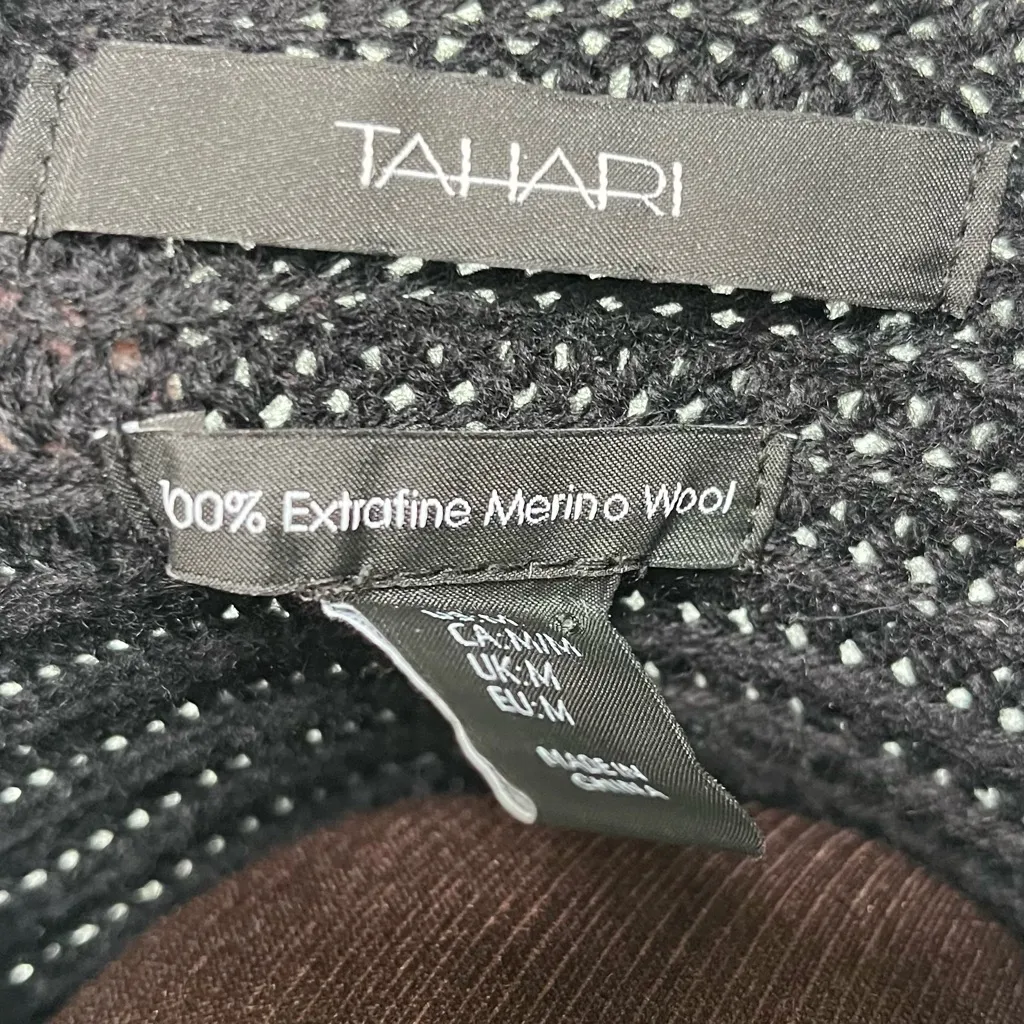 TAHARI
100% Extrafine Merino Wool
CA:M/M
UK:M
EU:M
MADE IN
CHINA